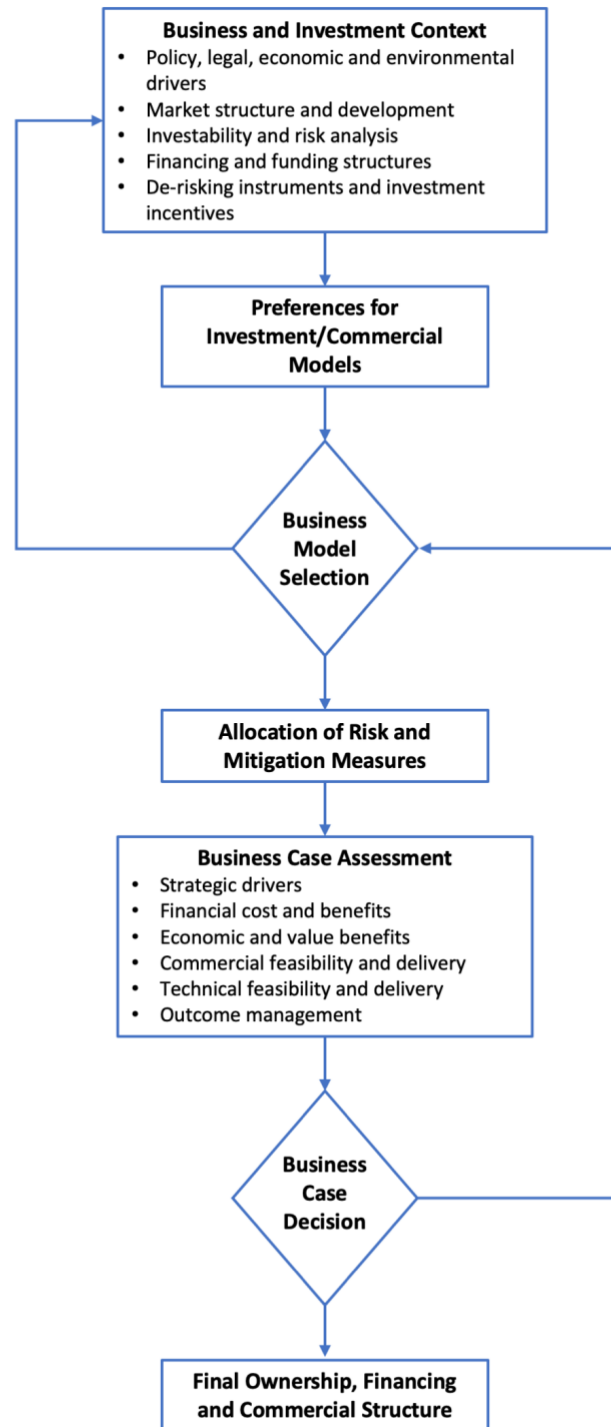 Business and Investment Context
• Policy, legal, economic and environmental
drivers
• Market structure and development
• Investability and risk analysis
• Financing and funding structures
• De-risking instruments and investment
incentives
Preferences for
Investment/Commercial
Models
Business
Model
Selection
Allocation of Risk and
Mitigation Measures
Business Case Assessment
• Strategic drivers
• Financial cost and benefits
• Economic and value benefits
• Commercial feasibility and delivery
• Technical feasibility and delivery
• Outcome management
Business
Case
Decision
Final Ownership, Financing
and Commercial Structure